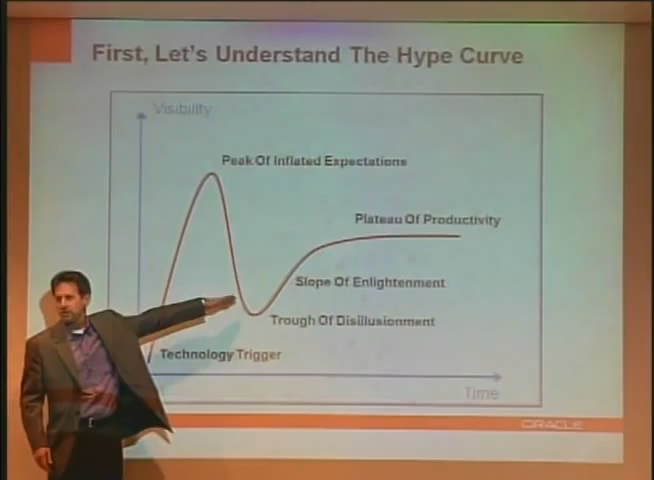 First, Let's Understand The Hype Curve
Visibility
Peak Of Inflated Expectations
Plateau Of Productivity
Slope Of Enlightenment
Trough Of Disillusionment
Technology Trigger
Time
ORACLE